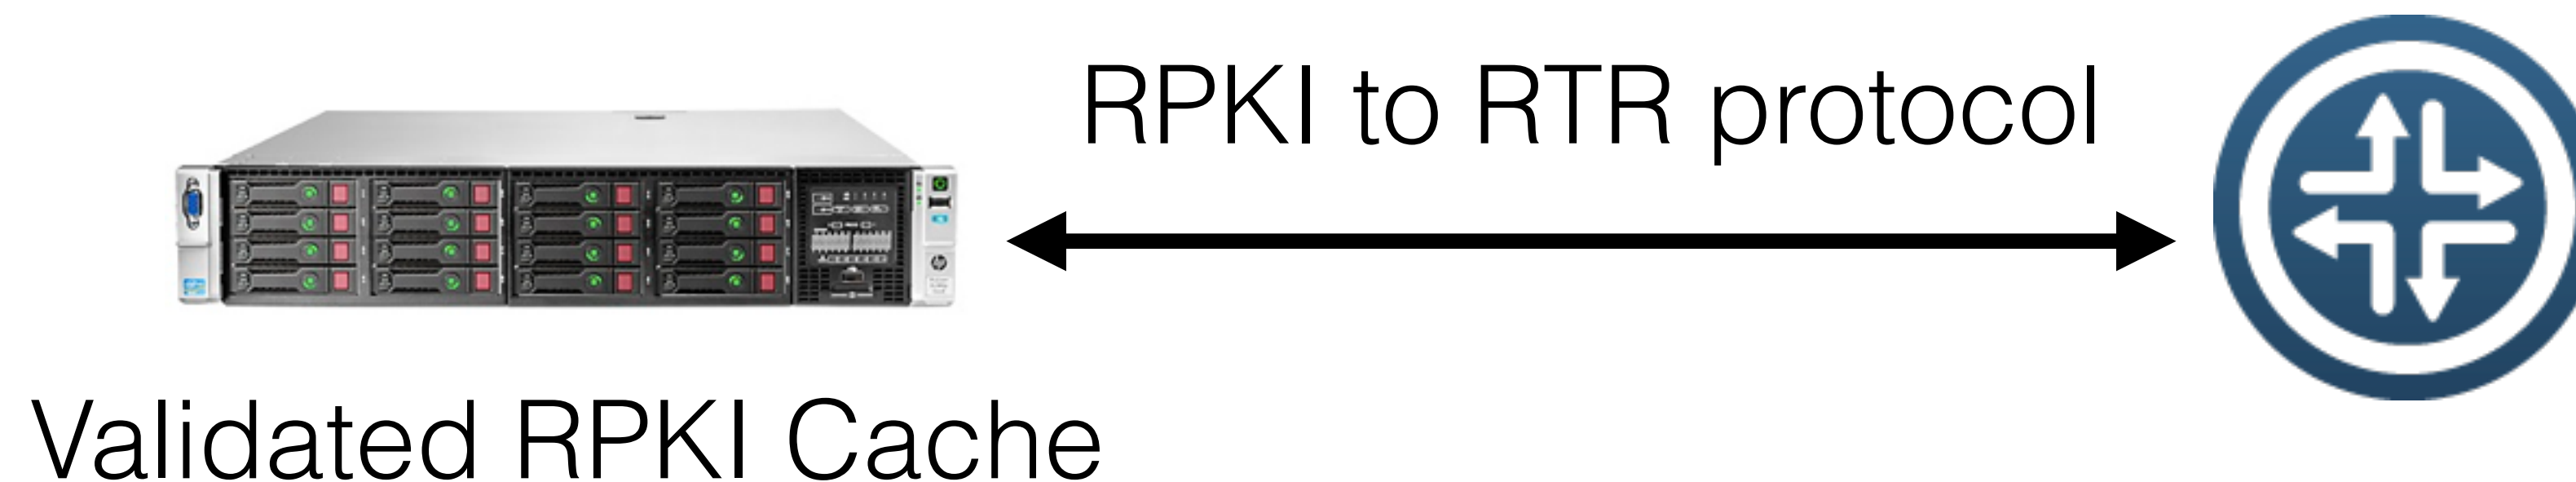 RPKI to RTR protocol
Validated RPKI Cache